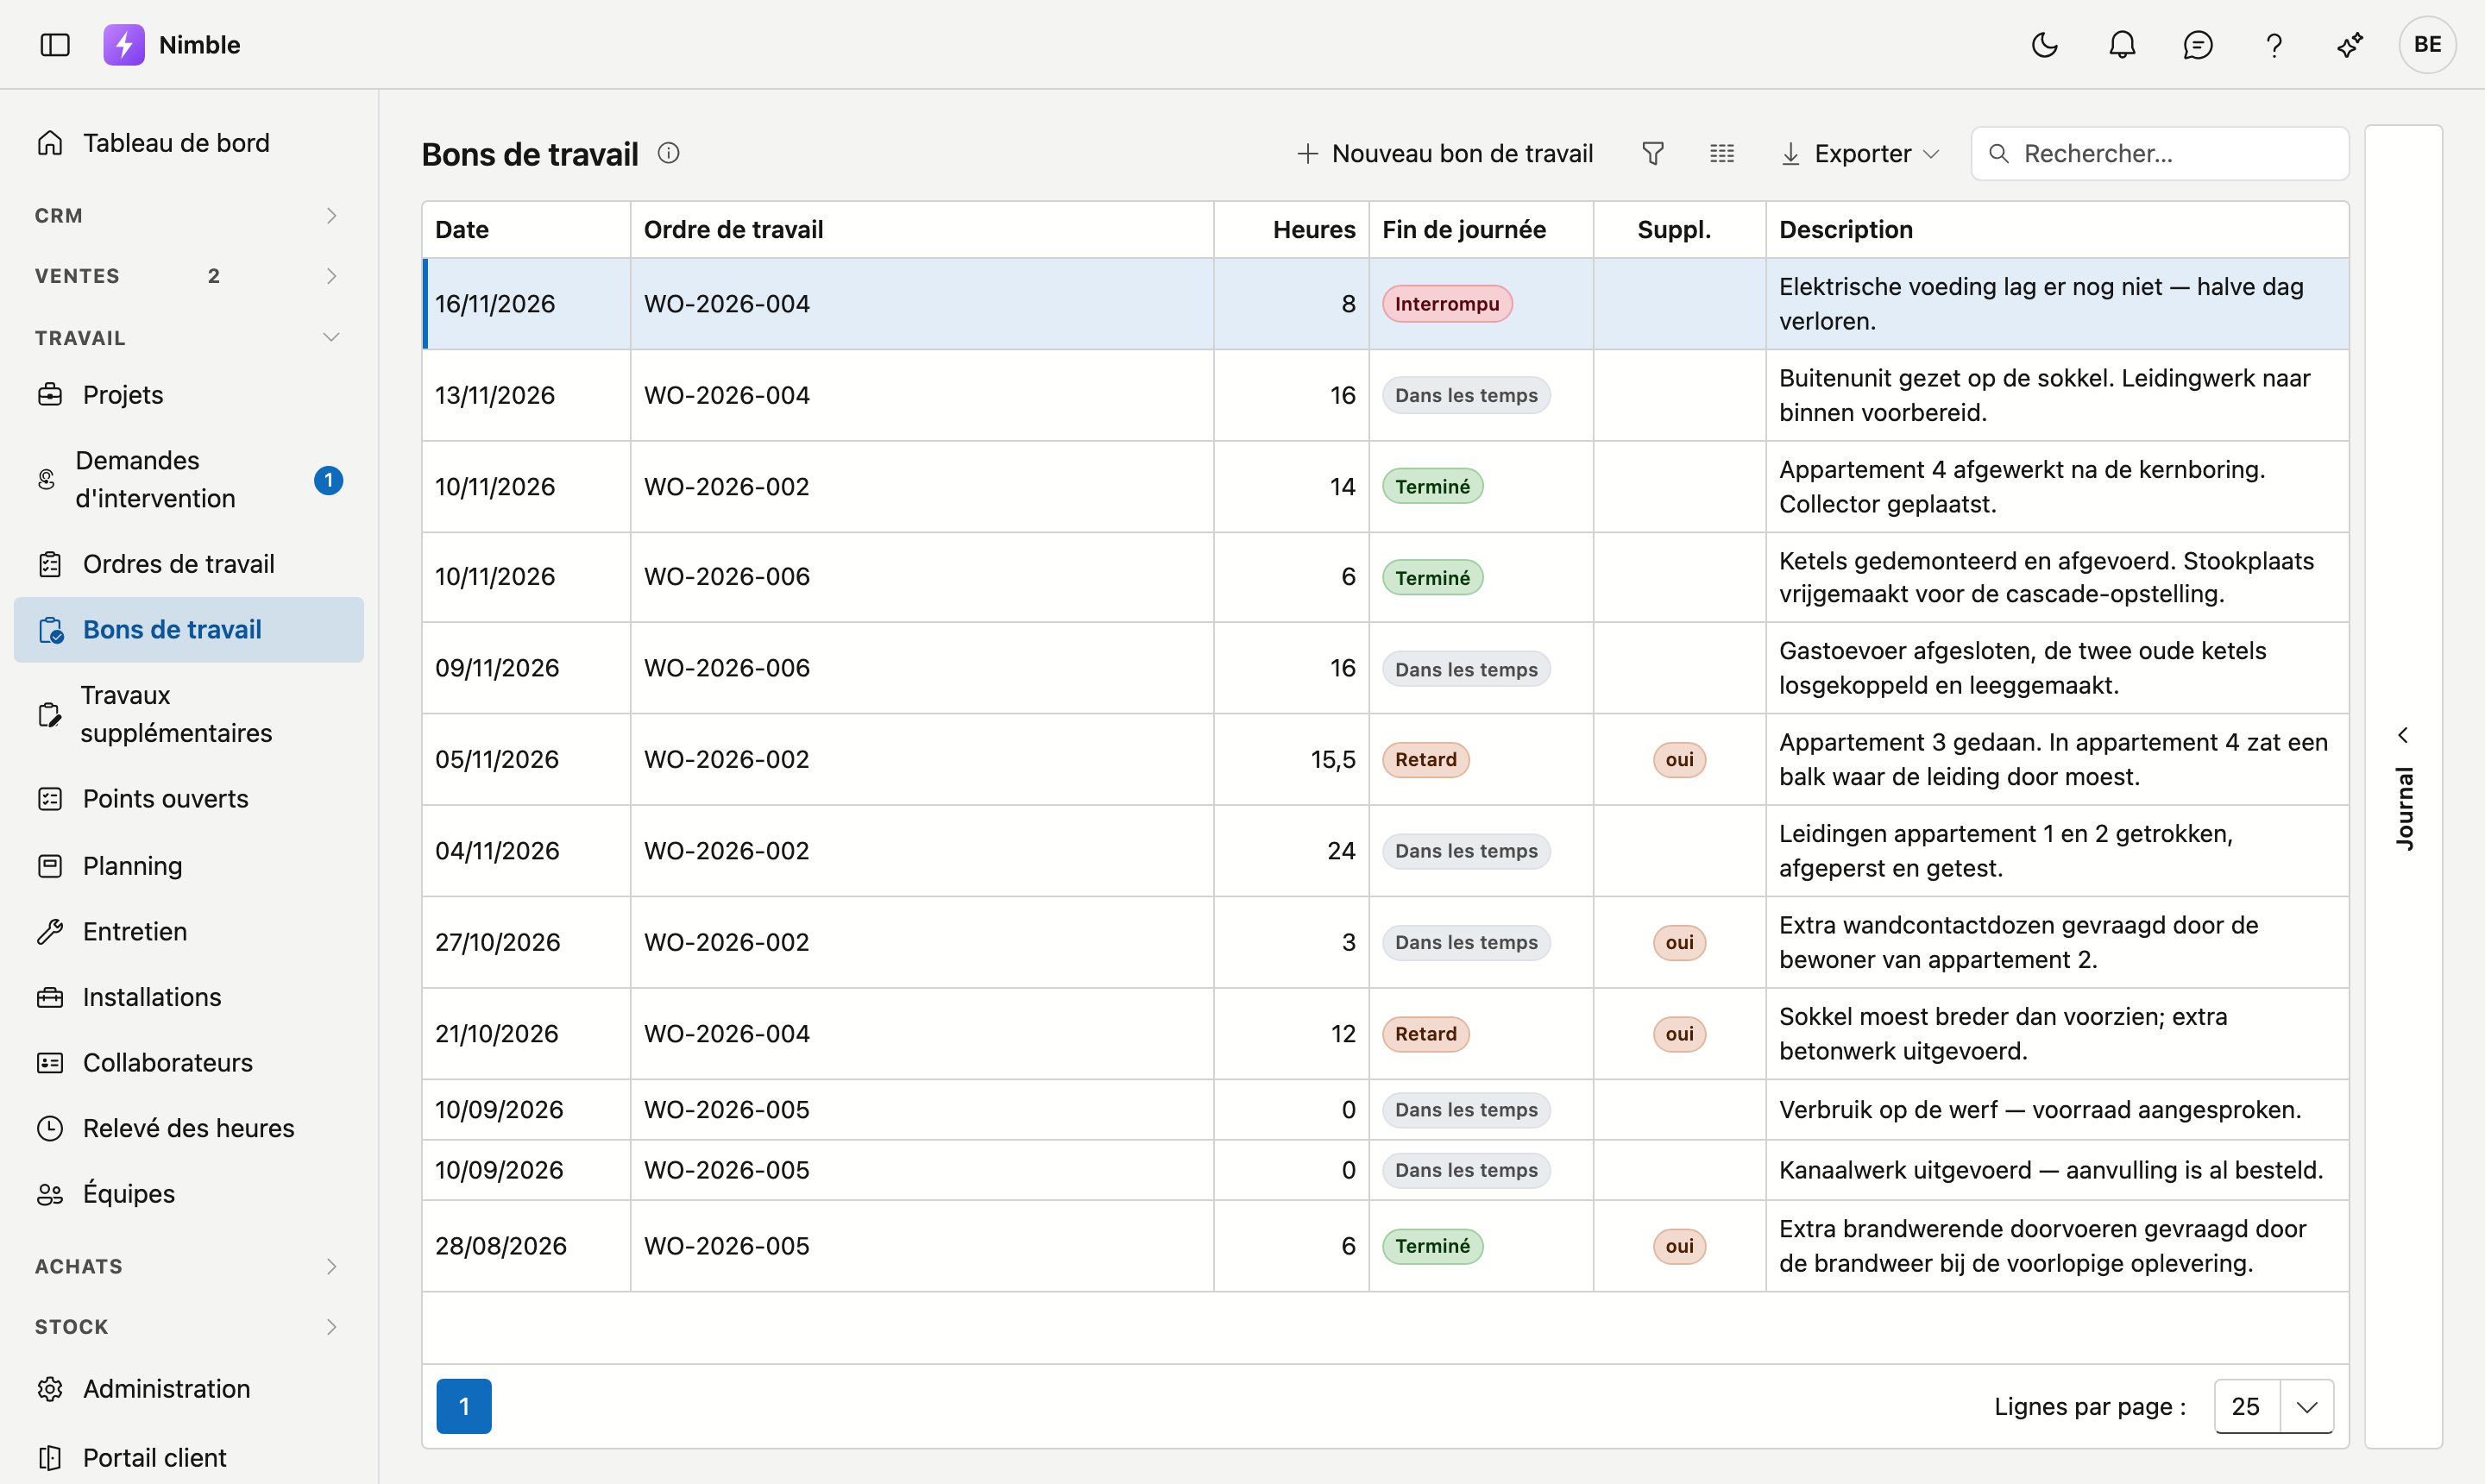 Nimble
BE
Tableau de bord
CRM
VENTES 2
TRAVAIL
Projets
Demandes
d'intervention
1
Ordres de travail
Bons de travail
Travaux
supplémentaires
Points ouverts
Planning
Entretien
Installations
Collaborateurs
Relevé des heures
Équipes
ACHATS
STOCK
Administration
Portail client
Bons de travail
Nouveau bon de travail
Exporter
Rechercher...
Date Ordre de travail Heures Fin de journée Suppl. Description
16/11/2026 WO-2026-004 8 Interrompu Elektrische voeding lag er nog niet — halve dag
verloren.
13/11/2026 WO-2026-004 16 Dans les temps Buitenunit gezet op de sokkel. Leidingwerk naar
binnen voorbereid.
10/11/2026 WO-2026-002 14 Terminé Appartement 4 afgewerkt na de kernboring.
Collector geplaatst.
10/11/2026 WO-2026-006 6 Terminé Ketels gedemonteerd en afgevoerd. Stookplaats
vrijgemaakt voor de cascade-opstelling.
09/11/2026 WO-2026-006 16 Dans les temps Gastoevoer afgesloten, de twee oude ketels
losgekoppeld en leeggemaakt.
05/11/2026 WO-2026-002 15,5 Retard oui Appartement 3 gedaan. In appartement 4 zat een
balk waar de leiding door moest.
04/11/2026 WO-2026-002 24 Dans les temps Leidingen appartement 1 en 2 getrokken,
afgeperst en getest.
27/10/2026 WO-2026-002 3 Dans les temps oui Extra wandcontactdozen gevraagd door de
bewoner van appartement 2.
21/10/2026 WO-2026-004 12 Retard oui Sokkel moest breder dan voorzien; extra
betonwerk uitgevoerd.
10/09/2026 WO-2026-005 0 Dans les temps Verbruik op de werf — voorraad aangesproken.
10/09/2026 WO-2026-005 0 Dans les temps Kanaalwerk uitgevoerd — aanvulling is al besteld.
28/08/2026 WO-2026-005 6 Terminé oui Extra brandwerende doorvoeren gevraagd door
de brandweer bij de voorlopige oplevering.
1
Lignes par page : 25
Journal